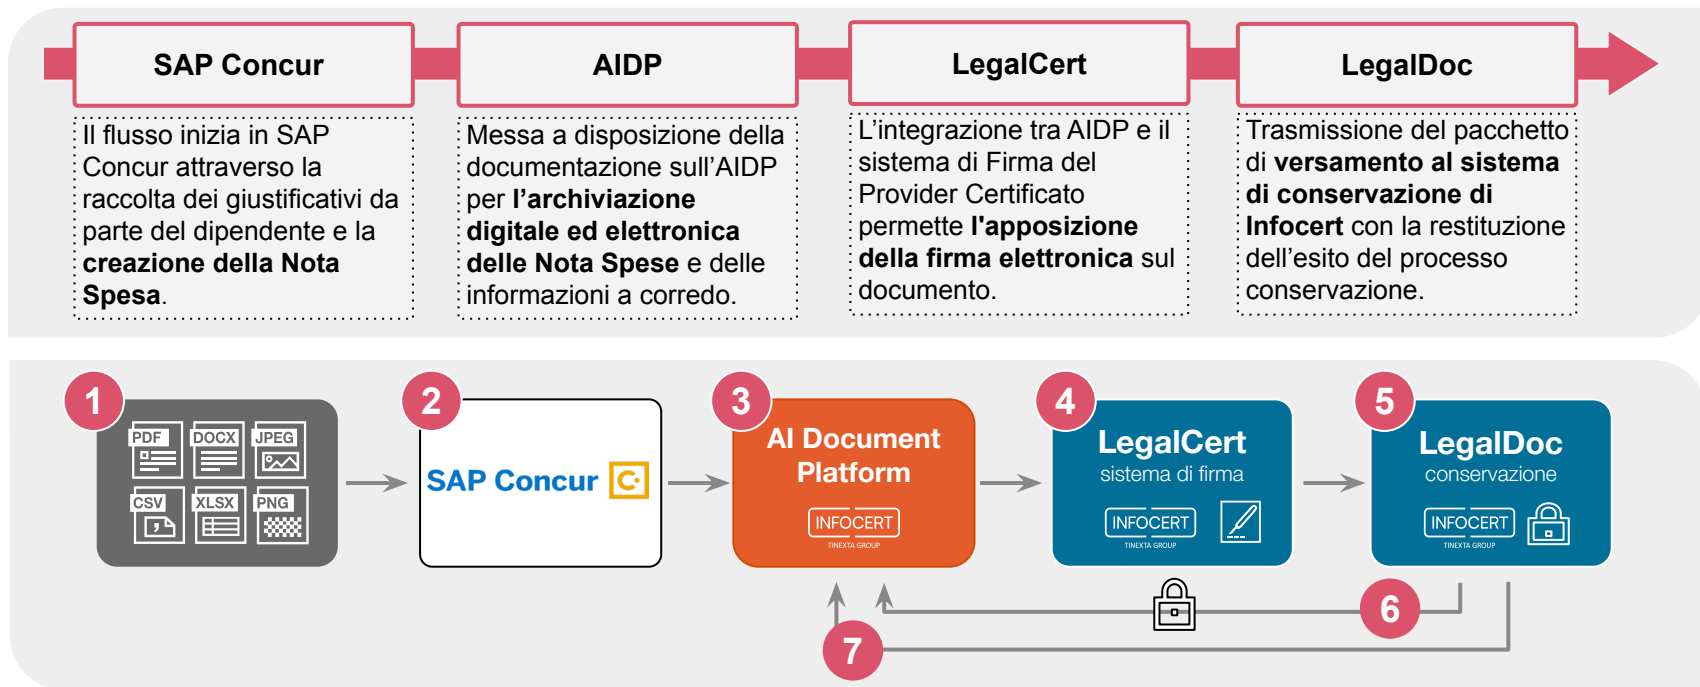 SAP Concur
AIDP
LegalCert
LegalDoc
Il flusso inizia in SAP
Concur attraverso la
raccolta dei giustificativi da
parte del dipendente e la
creazione della Nota
Spesa.
Messa a disposizione della
documentazione sull’AIDP
per l’archiviazione
digitale ed elettronica
delle Nota Spese e delle
informazioni a corredo.
L’integrazione tra AIDP e il
sistema di Firma del
Provider Certificato
permette l'apposizione
della firma elettronica sul
documento.
Trasmissione del pacchetto
di versamento al sistema
di conservazione di
Infocert con la restituzione
dell’esito del processo
conservazione.
1
PDF
DOCX
JPEG
CSV
XLSX
PNG
2
SAP Concur
3
AI Document
Platform
INFOCERT
TINEXTA GROUP
4
LegalCert
sistema di firma
INFOCERT
TINEXTA GROUP
5
LegalDoc
conservazione
INFOCERT
TINEXTA GROUP
6
7